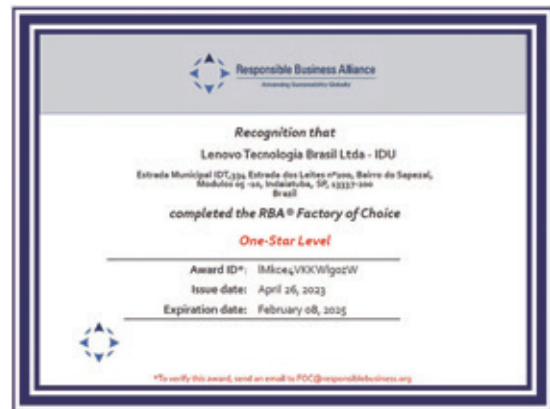 Responsible Business Alliance
Advancing Sustainability Globally
Recognition that
Lenovo Tecnologia Brasil Ltda - IDU
Estrada Municipal IDT,334 Estrada dos Leites nº200, Bairro do Sapezal,
Modulos 05 -10, Indaiatuba, SP, 13337-200
Brazil
completed the RBA® Factory of Choice
One-Star Level
Award ID*:
Issue date: April 26, 2023
Expiration date: February 08, 2025
*To verify this award, send an email to FOC@responsiblebusiness.org